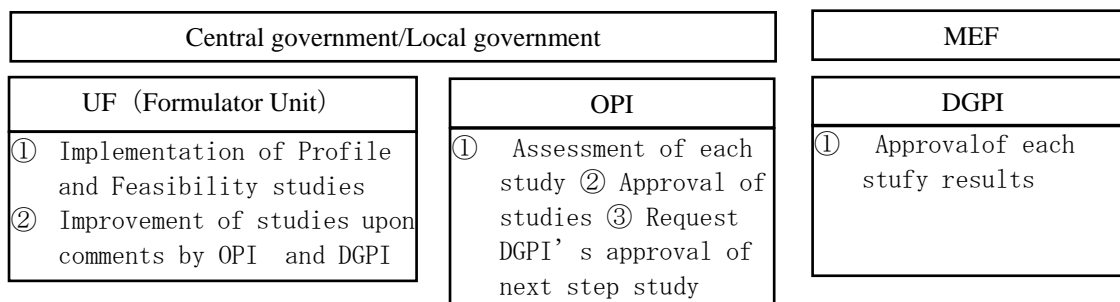 Central government/Local government
MEF
UF (Formulator Unit)
① Implementation of Profile
and Feasibility studies
② Improvement of studies upon
comments by OPI and DGPI
OPI
① Assessment of each
study ② Approval of
studies ③ Request
DGPI's approval of
next step study
DGPI
① Approvalof each
stufy results